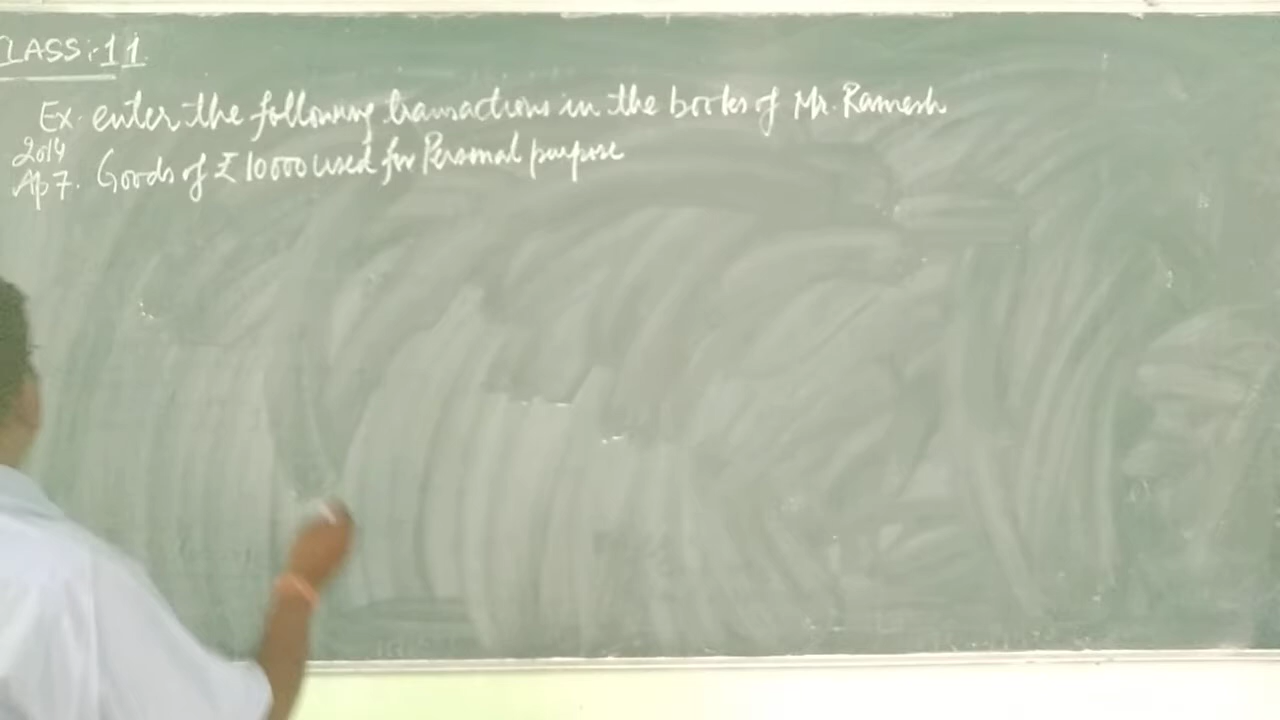 CLASS:-11.
Ex. enter the following transactions in the books of Mr. Ramesh
2014
Ap 7. Goods of ₹ 10000 used for Personal purpose